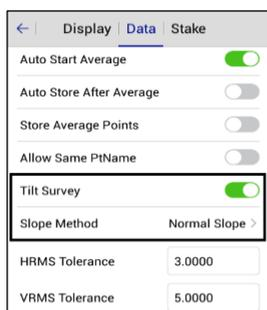 Display Data Stake
Auto Start Average
Auto Store After Average
Store Average Points
Allow Same PtName
Tilt Survey
Slope Method Normal Slope
HRMS Tolerance 3.0000
VRMS Tolerance 5.0000